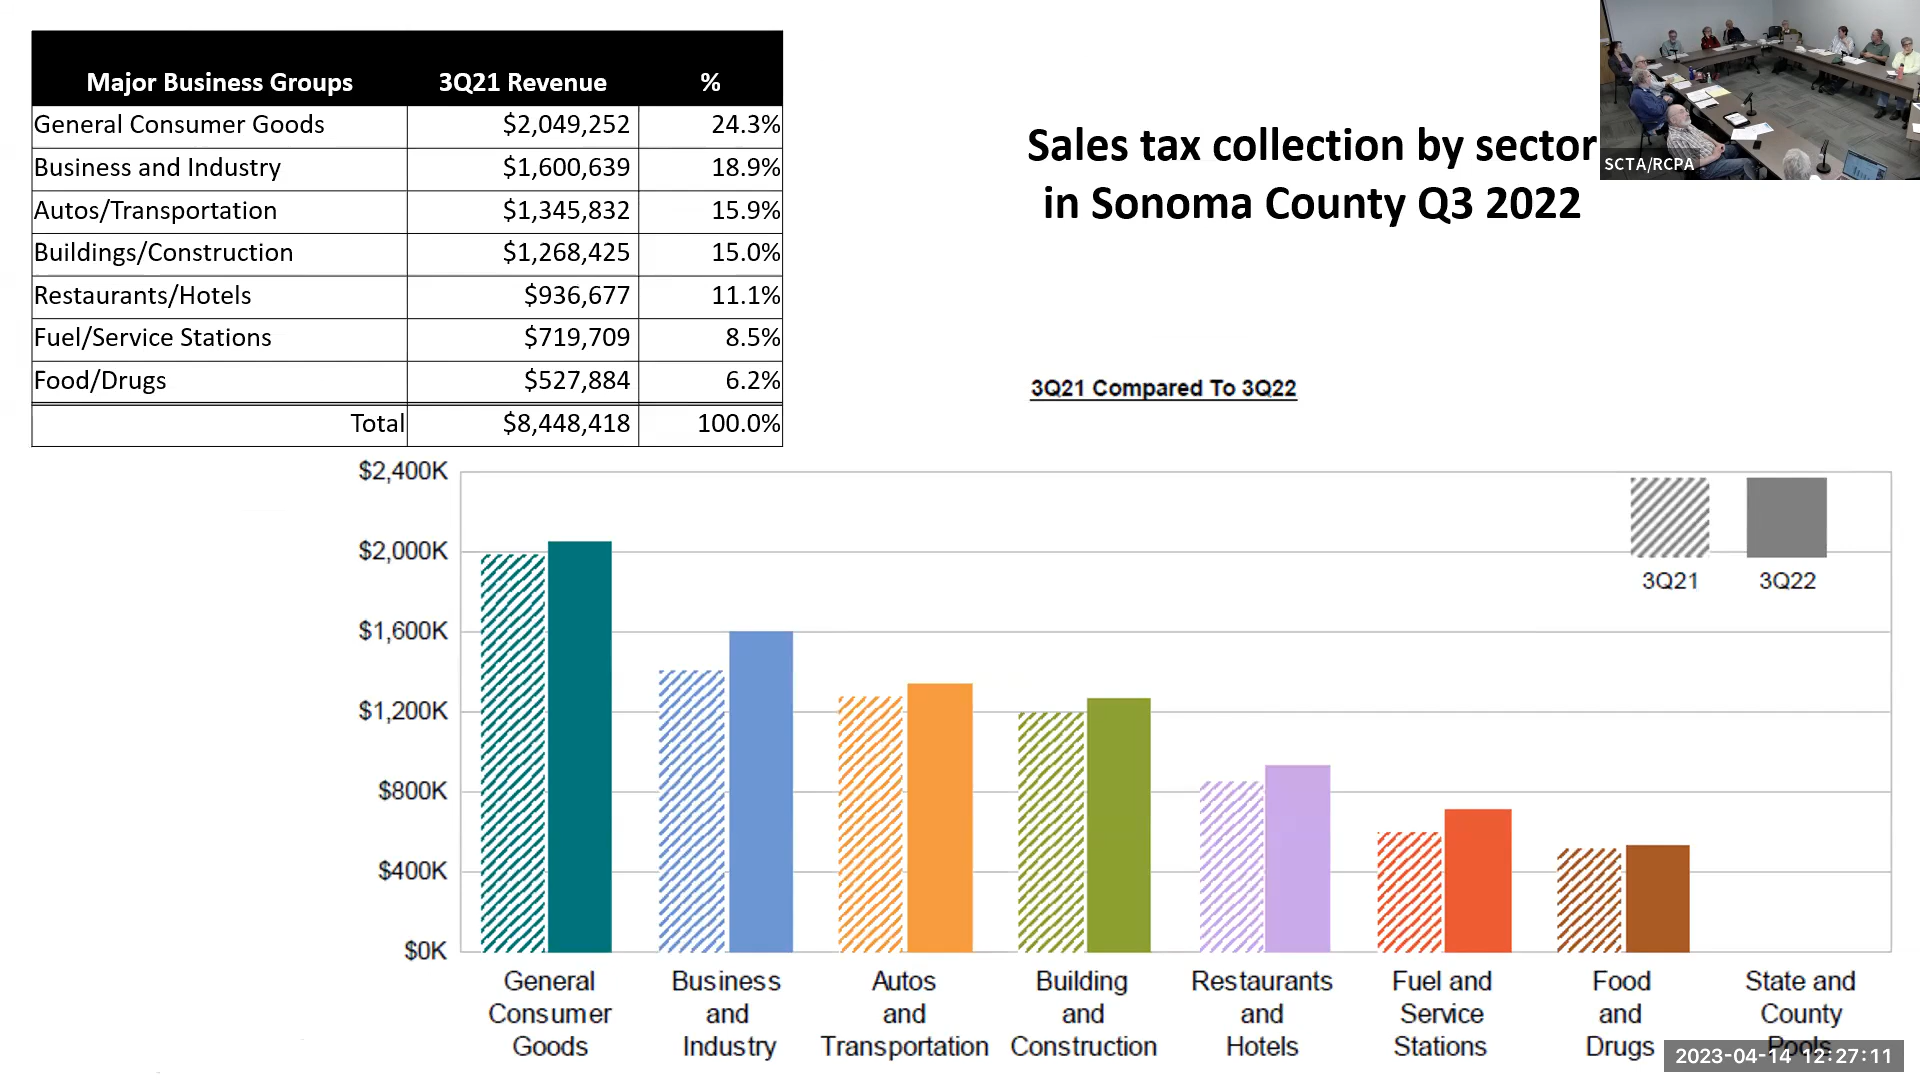 Major Business Groups 3Q21 Revenue %
General Consumer Goods $2,049,252 24.3%
Business and Industry $1,600,639 18.9%
Autos/Transportation $1,345,832 15.9%
Buildings/Construction $1,268,425 15.0%
Restaurants/Hotels $936,677 11.1%
Fuel/Service Stations $719,709 8.5%
Food/Drugs $527,884 6.2%
Total $8,448,418 100.0%
Sales tax collection by sector
in Sonoma County Q3 2022
SCTA/RCPA
3Q21 Compared To 3Q22
$2,400K
$2,000K
$1,600K
$1,200K
$800K
$400K
$0K
3Q21 3Q22
General
Consumer
Goods
Business
and
Industry
Autos
and
Transportation
Building
and
Construction
Restaurants
and
Hotels
Fuel and
Service
Stations
Food
and
Drugs
State and
County
Pools
2023-04-14 12:27:11